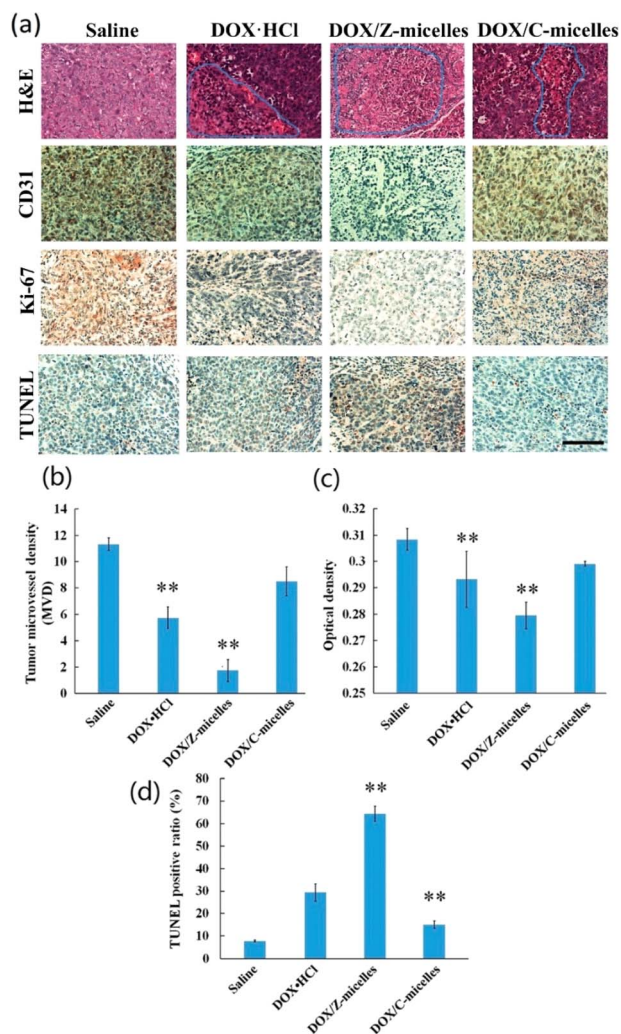 (a)
Saline DOX·HCl DOX/Z-micelles DOX/C-micelles
H&E
CD31
Ki-67
TUNEL
(b)
Tumor microvessel density
(MVD)
14
12
10
8
6
4
2
0
**
**
Saline
DOX•HCl
DOX/Z-micelles
DOX/C-micelles
(c)
Optical density
0.32
0.31
0.3
0.29
0.28
0.27
0.26
0.25
**
**
Saline
DOX•HCl
DOX/Z-micelles
DOX/C-micelles
(d)
TUNEL positive ratio (%)
80
70
60
50
40
30
20
10
0
**
**
Saline
DOX•HCl
DOX/Z-micelles
DOX/C-micelles